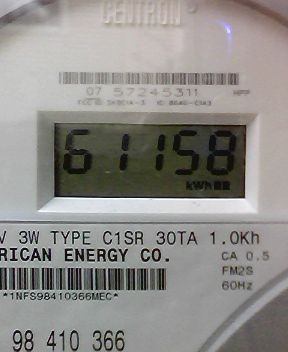 CENTRON
07 57245311
61158
kWh
V 3W TYPE C1SR 30TA 1.0Kh
RICAN ENERGY CO. CA 0.5
FM2S
60Hz
*1NFS98410366MEC*
98 410 366